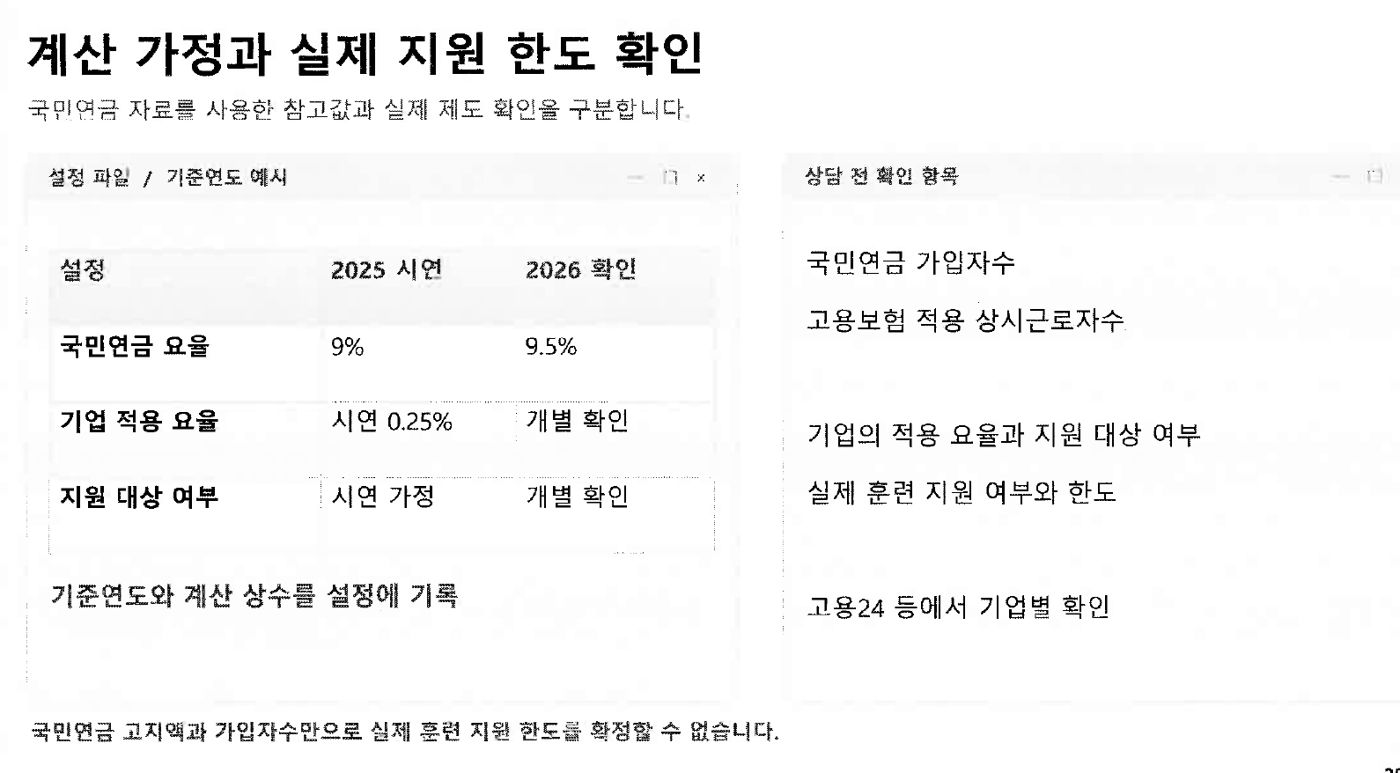 계산 가정과 실제 지원 한도 확인
국민연금 자료를 사용한 참고값과 실제 제도 확인을 구분합니다.
설정 파일 / 기준연도 예시
설정 2025 시연 2026 확인
국민연금 요율 9% 9.5%
기업 적용 요율 시연 0.25% 개별 확인
지원 대상 여부 시연 가정 개별 확인
기준연도와 계산 상수를 설정에 기록
상담 전 확인 항목
국민연금 가입자수
고용보험 적용 상시근로자수
기업의 적용 요율과 지원 대상 여부
실제 훈련 지원 여부와 한도
고용24 등에서 기업별 확인
국민연금 고지액과 가입자수만으로 실제 훈련 지원 한도를 확정할 수 없습니다.